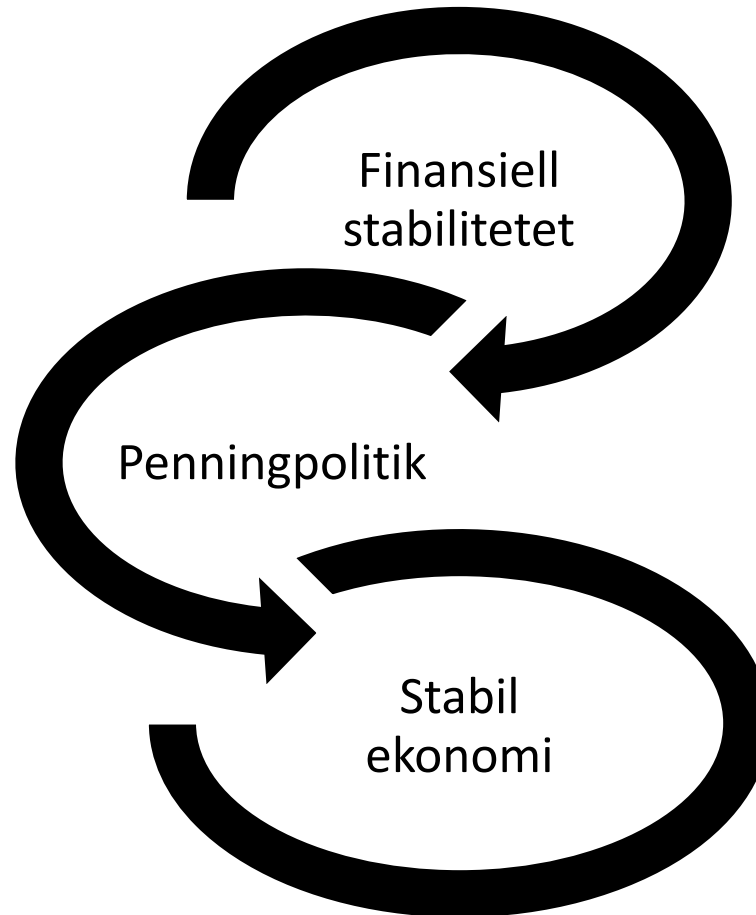 Finansiell
stabilitetet
Penningpolitik
Stabil
ekonomi